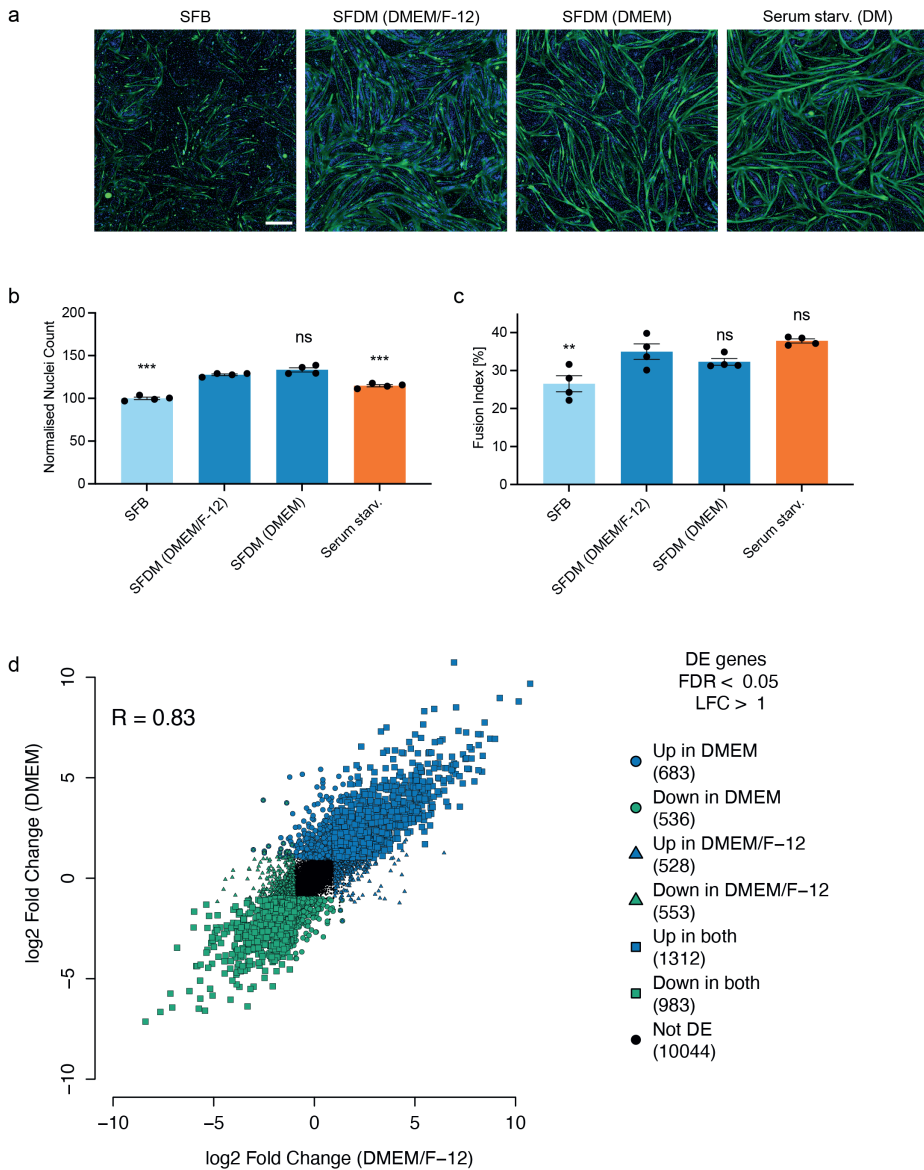 a
SFB
SFDM (DMEM/F-12)
SFDM (DMEM)
Serum starv. (DM)
b
Normalised Nuclei Count
200
150
100
50
0
***
ns
***
SFB
SFDM (DMEM/F-12)
SFDM (DMEM)
Serum starv.
c
Fusion Index [%]
40
30
20
10
0
**
ns
ns
SFB
SFDM (DMEM/F-12)
SFDM (DMEM)
Serum starv.
d
R = 0.83
log2 Fold Change (DMEM)
10
5
0
−5
−10
−10
−5
0
5
10
log2 Fold Change (DMEM/F−12)
DE genes
FDR < 0.05
LFC > 1
Up in DMEM
(683)
Down in DMEM
(536)
Up in DMEM/F−12
(528)
Down in DMEM/F−12
(553)
Up in both
(1312)
Down in both
(983)
Not DE
(10044)